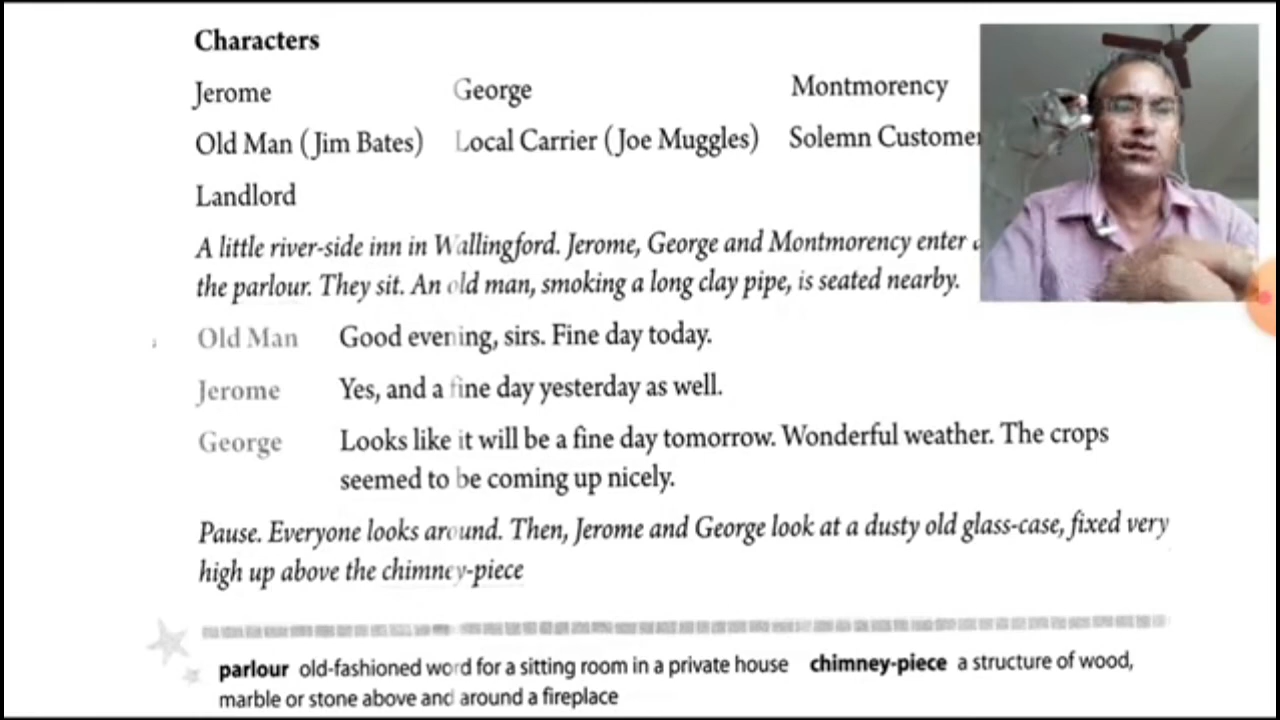 Characters
Jerome George Montmorency
Old Man (Jim Bates) Local Carrier (Joe Muggles) Solemn Customer
Landlord
A little river-side inn in Wallingford. Jerome, George and Montmorency enter
the parlour. They sit. An old man, smoking a long clay pipe, is seated nearby.
Old Man Good evening, sirs. Fine day today.
Jerome Yes, and a fine day yesterday as well.
George Looks like it will be a fine day tomorrow. Wonderful weather. The crops
seemed to be coming up nicely.
Pause. Everyone looks around. Then, Jerome and George look at a dusty old glass-case, fixed very
high up above the chimney-piece
parlour old-fashioned word for a sitting room in a private house chimney-piece a structure of wood,
marble or stone above and around a fireplace